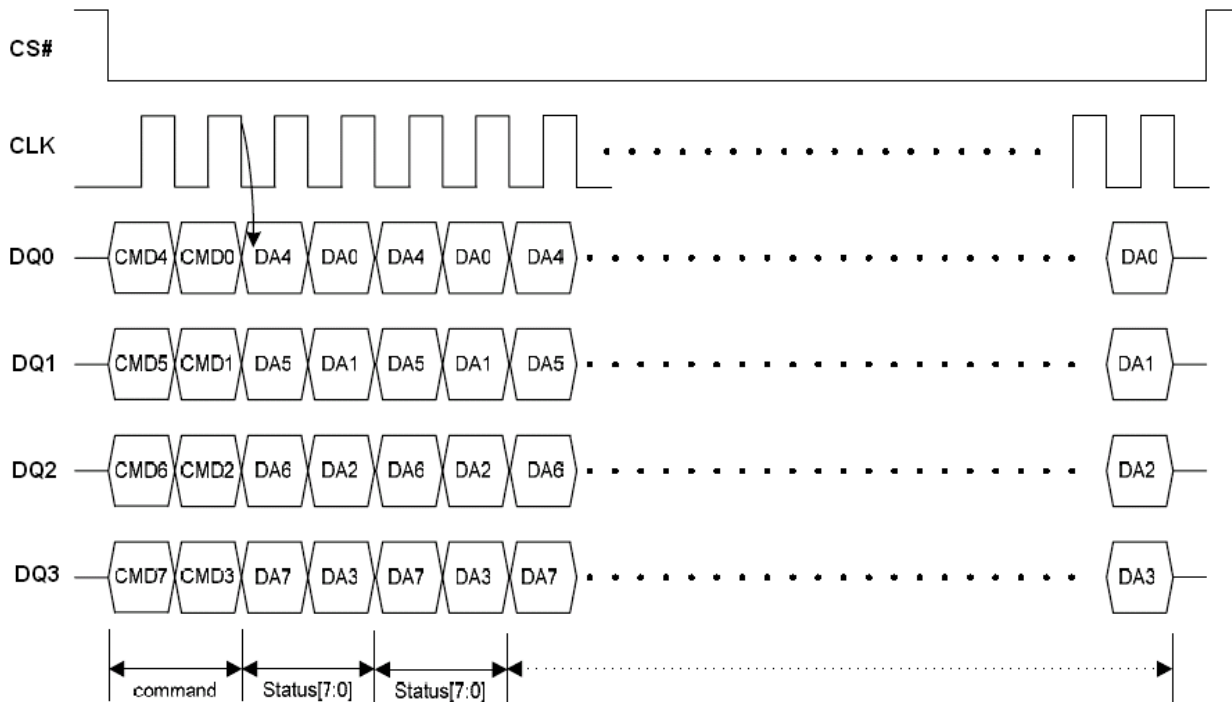 CS#
CLK
DQ0 CMD4 CMD0 DA4 DA0 DA4 DA0 DA4 DA0
DQ1 CMD5 CMD1 DA5 DA1 DA5 DA1 DA5 DA1
DQ2 CMD6 CMD2 DA6 DA2 DA6 DA2 DA6 DA2
DQ3 CMD7 CMD3 DA7 DA3 DA7 DA3 DA7 DA3
command Status[7:0] Status[7:0]